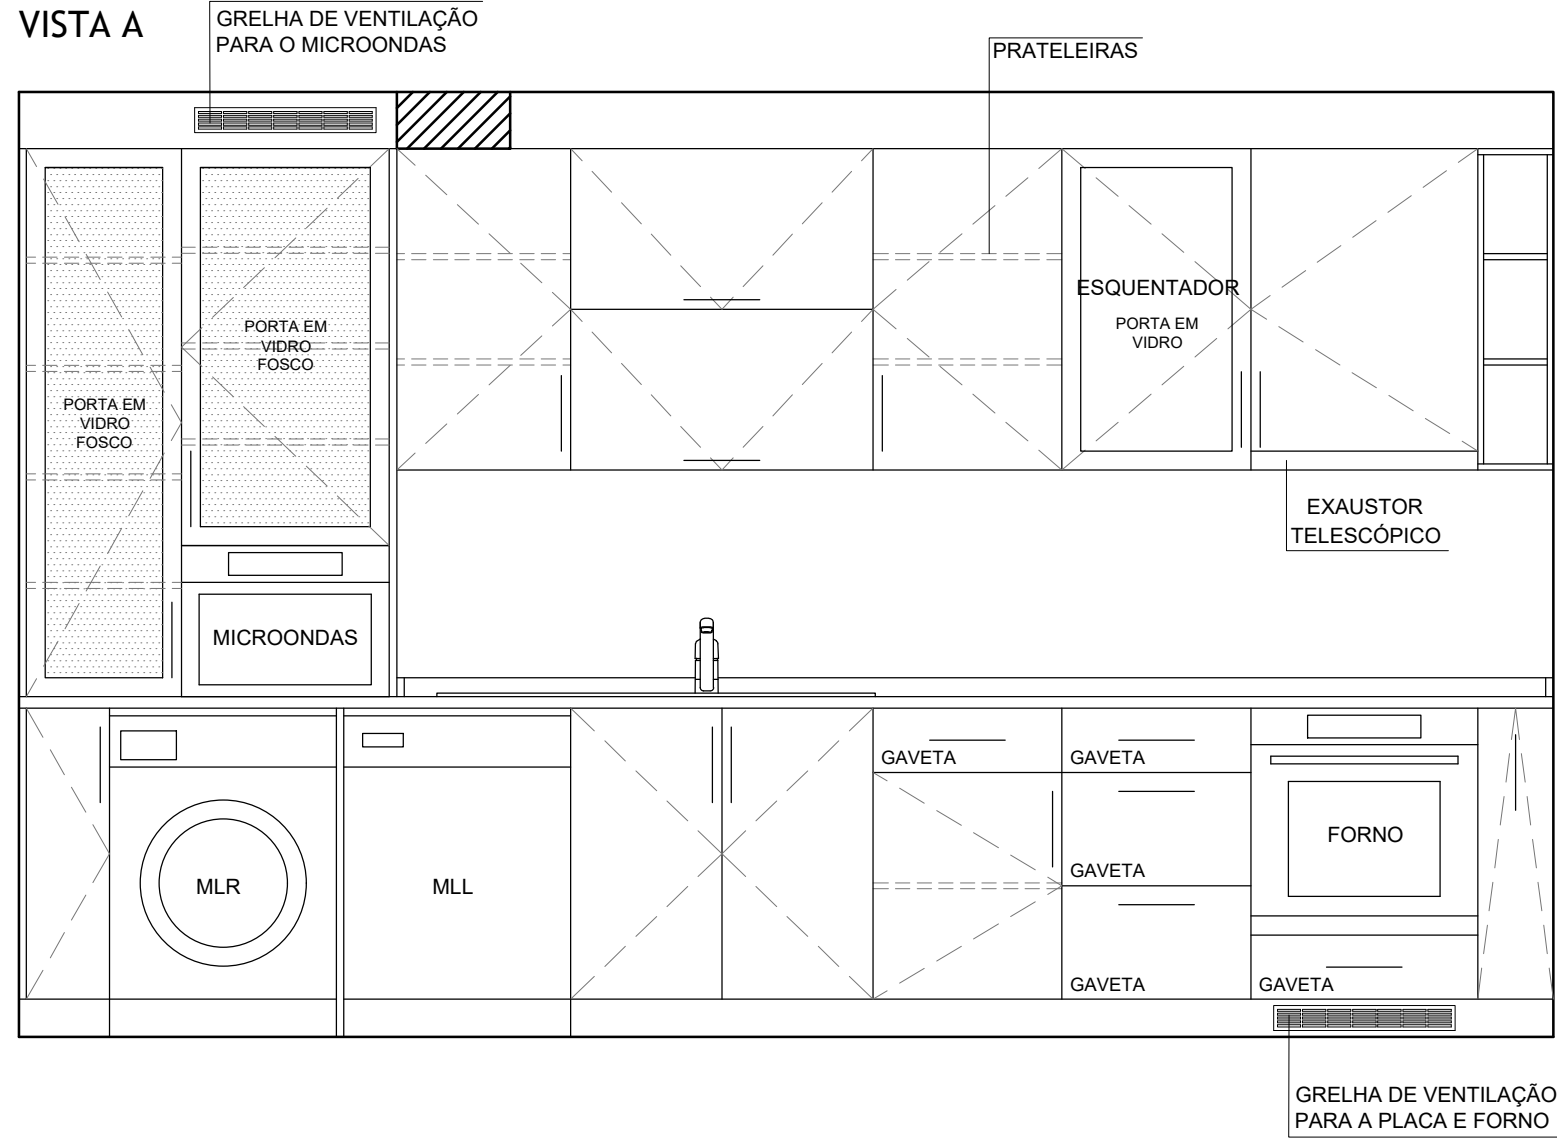 VISTA A
GRELHA DE VENTILAÇÃO
PARA O MICROONDAS
PRATELEIRAS
PORTA EM
VIDRO
FOSCO
PORTA EM
VIDRO
FOSCO
ESQUENTADOR
PORTA EM
VIDRO
EXAUSTOR
TELESCÓPICO
MICROONDAS
MLR
MLL
GAVETA
GAVETA
GAVETA
GAVETA
FORNO
GAVETA
GRELHA DE VENTILAÇÃO
PARA A PLACA E FORNO